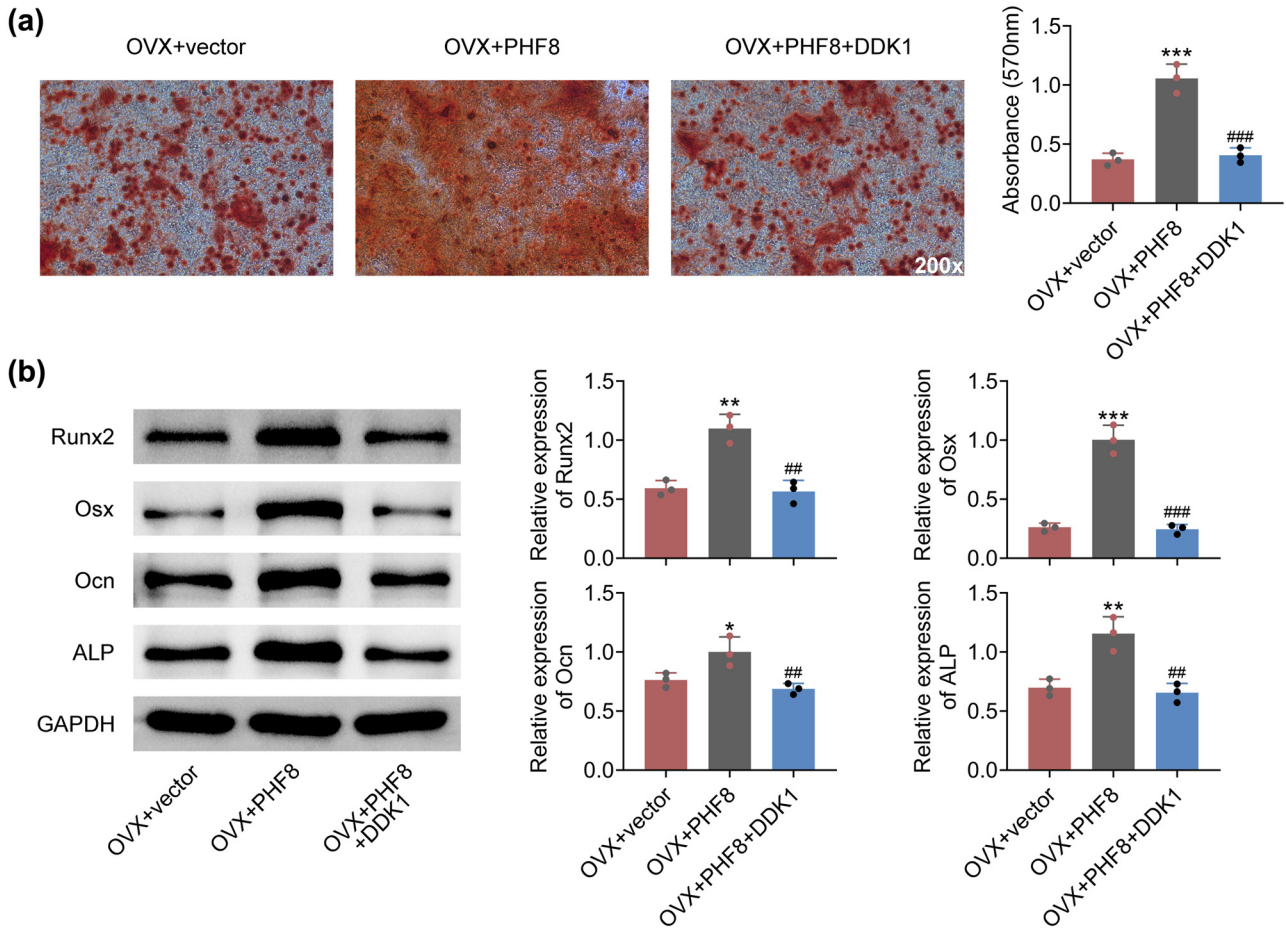 (a)
OVX+vector
OVX+PHF8
OVX+PHF8+DDK1
200x
Absorbance (570nm)
1.5
1.0
0.5
0.0
***
###
OVX+vector
OVX+PHF8
OVX+PHF8+DDK1
(b)
Runx2
Osx
Ocn
ALP
GAPDH
OVX+vector
OVX+PHF8
OVX+PHF8
+DDK1
Relative expression
of Runx2
1.5
1.0
0.5
0.0
**
##
Relative expression
of Osx
1.5
1.0
0.5
0.0
***
###
Relative expression
of Ocn
1.5
1.0
0.5
0.0
*
##
OVX+vector
OVX+PHF8
OVX+PHF8+DDK1
Relative expression
of ALP
1.5
1.0
0.5
0.0
**
##
OVX+vector
OVX+PHF8
OVX+PHF8+DDK1